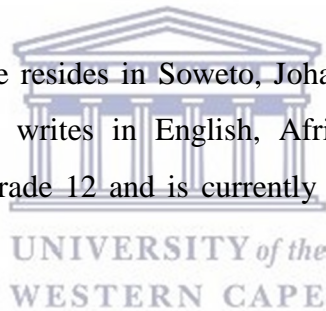 e resides in Soweto, Joha
writes in English, Afri
rade 12 and is currently
UNIVERSITY of the
WESTERN CAPE